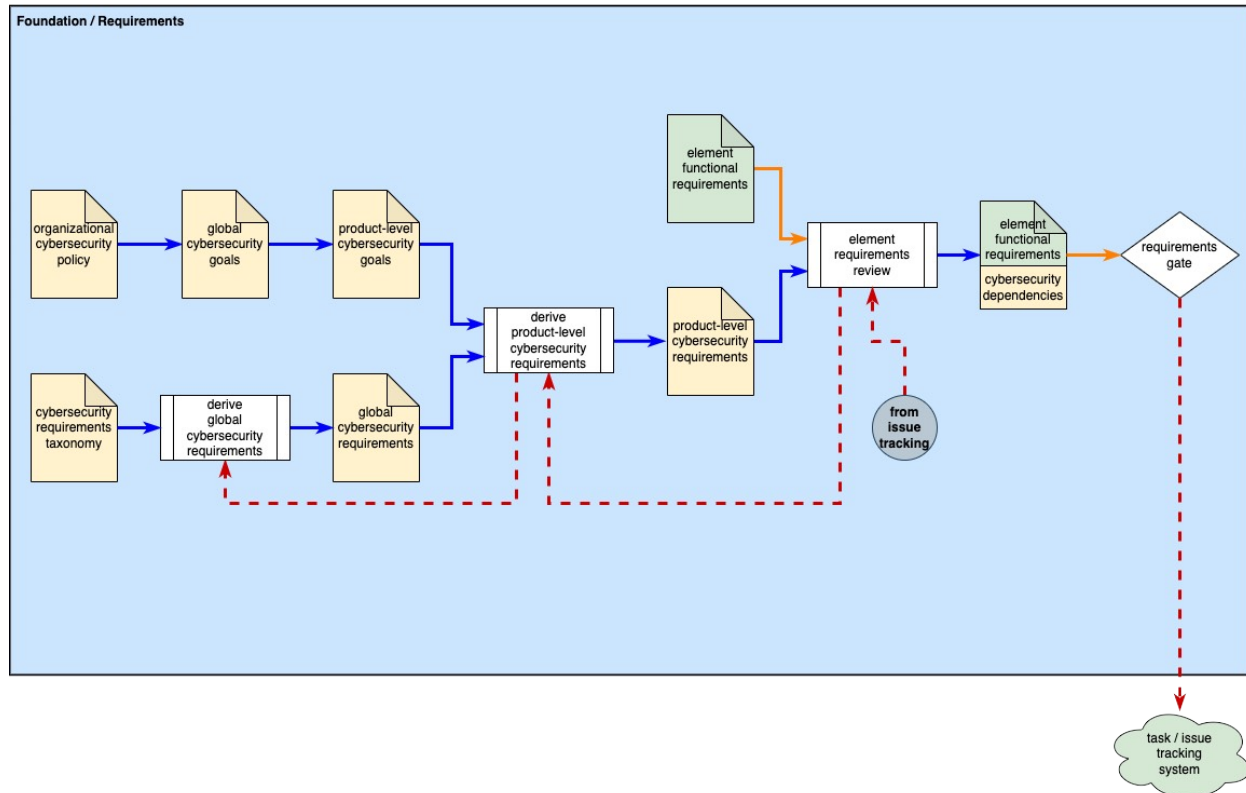 Foundation / Requirements
element
functional
requirements
organizational
cybersecurity
policy
global
cybersecurity
goals
product-level
cybersecurity
goals
element
requirements
review
element
functional
requirements
cybersecurity
dependencies
requirements
gate
derive
product-level
cybersecurity
requirements
product-level
cybersecurity
requirements
cybersecurity
requirements
taxonomy
derive
global
cybersecurity
requirements
global
cybersecurity
requirements
from
issue
tracking
task / issue
tracking
system